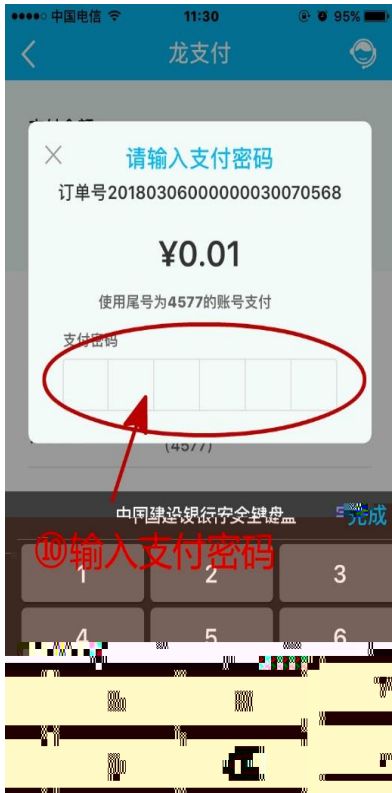 中国电信 11:30 95%
龙支付
请输入支付密码
订单号20180306000000030070568
¥0.01
使用尾号为4577的账号支付
支付密码
(4577)
中国建设银行安全键盘 完成
⑩输入支付密码
1 2 3
4 5 6